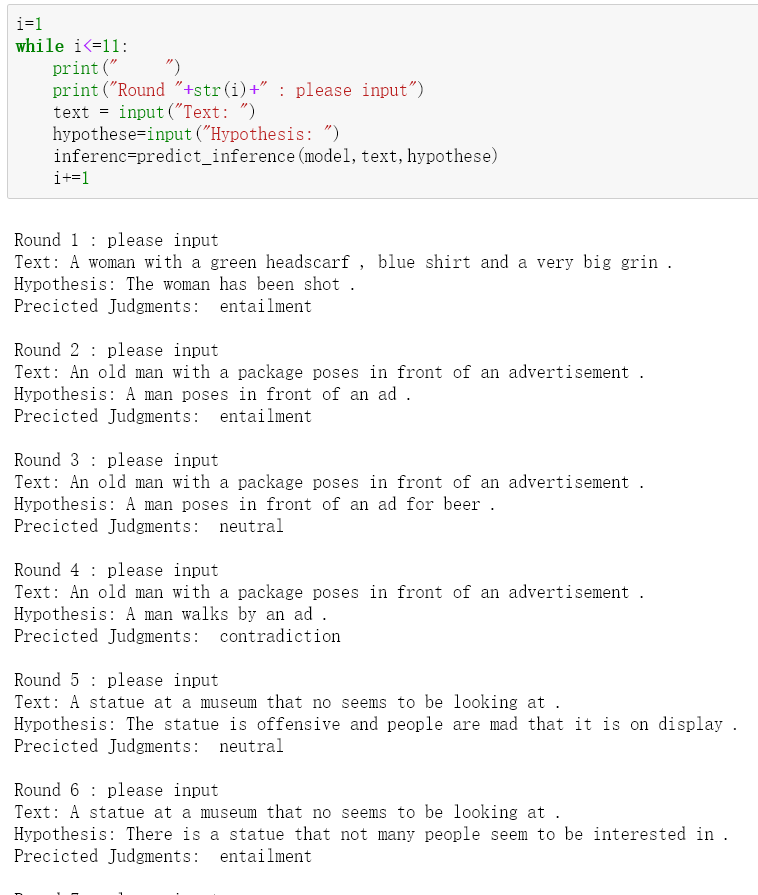 i=1
while i<=11:
    print("     ")
    print("Round "+str(i)+" : please input")
    text = input("Text: ")
    hypothese=input("Hypothesis: ")
    inferenc=predict_inference(model,text,hypothese)
    i+=1
Round 1 : please input
Text: A woman with a green headscarf , blue shirt and a very big grin .
Hypothesis: The woman has been shot .
Precicted Judgments:  entailment
Round 2 : please input
Text: An old man with a package poses in front of an advertisement .
Hypothesis: A man poses in front of an ad .
Precicted Judgments:  entailment
Round 3 : please input
Text: An old man with a package poses in front of an advertisement .
Hypothesis: A man poses in front of an ad for beer .
Precicted Judgments:  neutral
Round 4 : please input
Text: An old man with a package poses in front of an advertisement .
Hypothesis: A man walks by an ad .
Precicted Judgments:  contradiction
Round 5 : please input
Text: A statue at a museum that no seems to be looking at .
Hypothesis: The statue is offensive and people are mad that it is on display .
Precicted Judgments:  neutral
Round 6 : please input
Text: A statue at a museum that no seems to be looking at .
Hypothesis: There is a statue that not many people seem to be interested in .
Precicted Judgments:  entailment